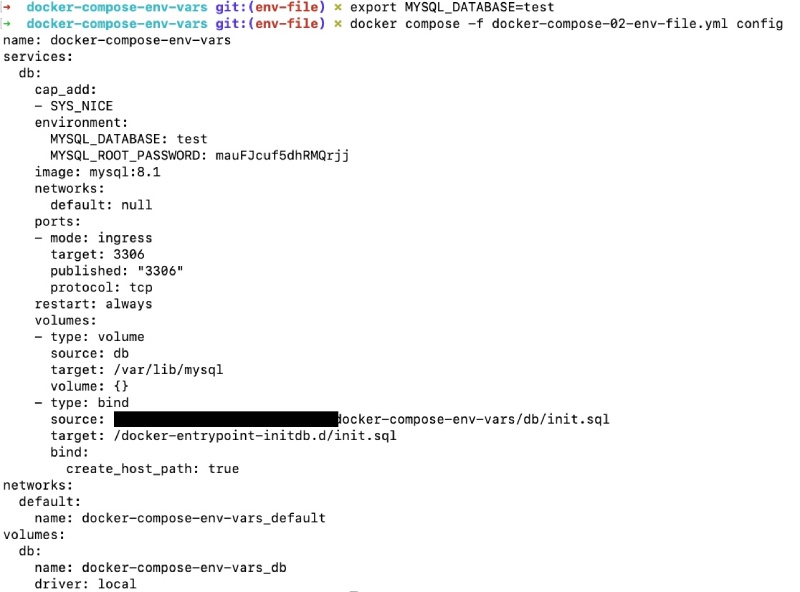 → docker-compose-env-vars git:(env-file) × export MYSQL_DATABASE=test
→ docker-compose-env-vars git:(env-file) × docker compose -f docker-compose-02-env-file.yml config
name: docker-compose-env-vars
services:
  db:
    cap_add:
    - SYS_NICE
    environment:
      MYSQL_DATABASE: test
      MYSQL_ROOT_PASSWORD: mauFJcuf5dhRMQrjj
    image: mysql:8.1
    networks:
      default: null
    ports:
    - mode: ingress
      target: 3306
      published: "3306"
      protocol: tcp
    restart: always
    volumes:
    - type: volume
      source: db
      target: /var/lib/mysql
      volume: {}
    - type: bind
      source: docker-compose-env-vars/db/init.sql
      target: /docker-entrypoint-initdb.d/init.sql
      bind:
        create_host_path: true
networks:
  default:
    name: docker-compose-env-vars_default
volumes:
  db:
    name: docker-compose-env-vars_db
    driver: local